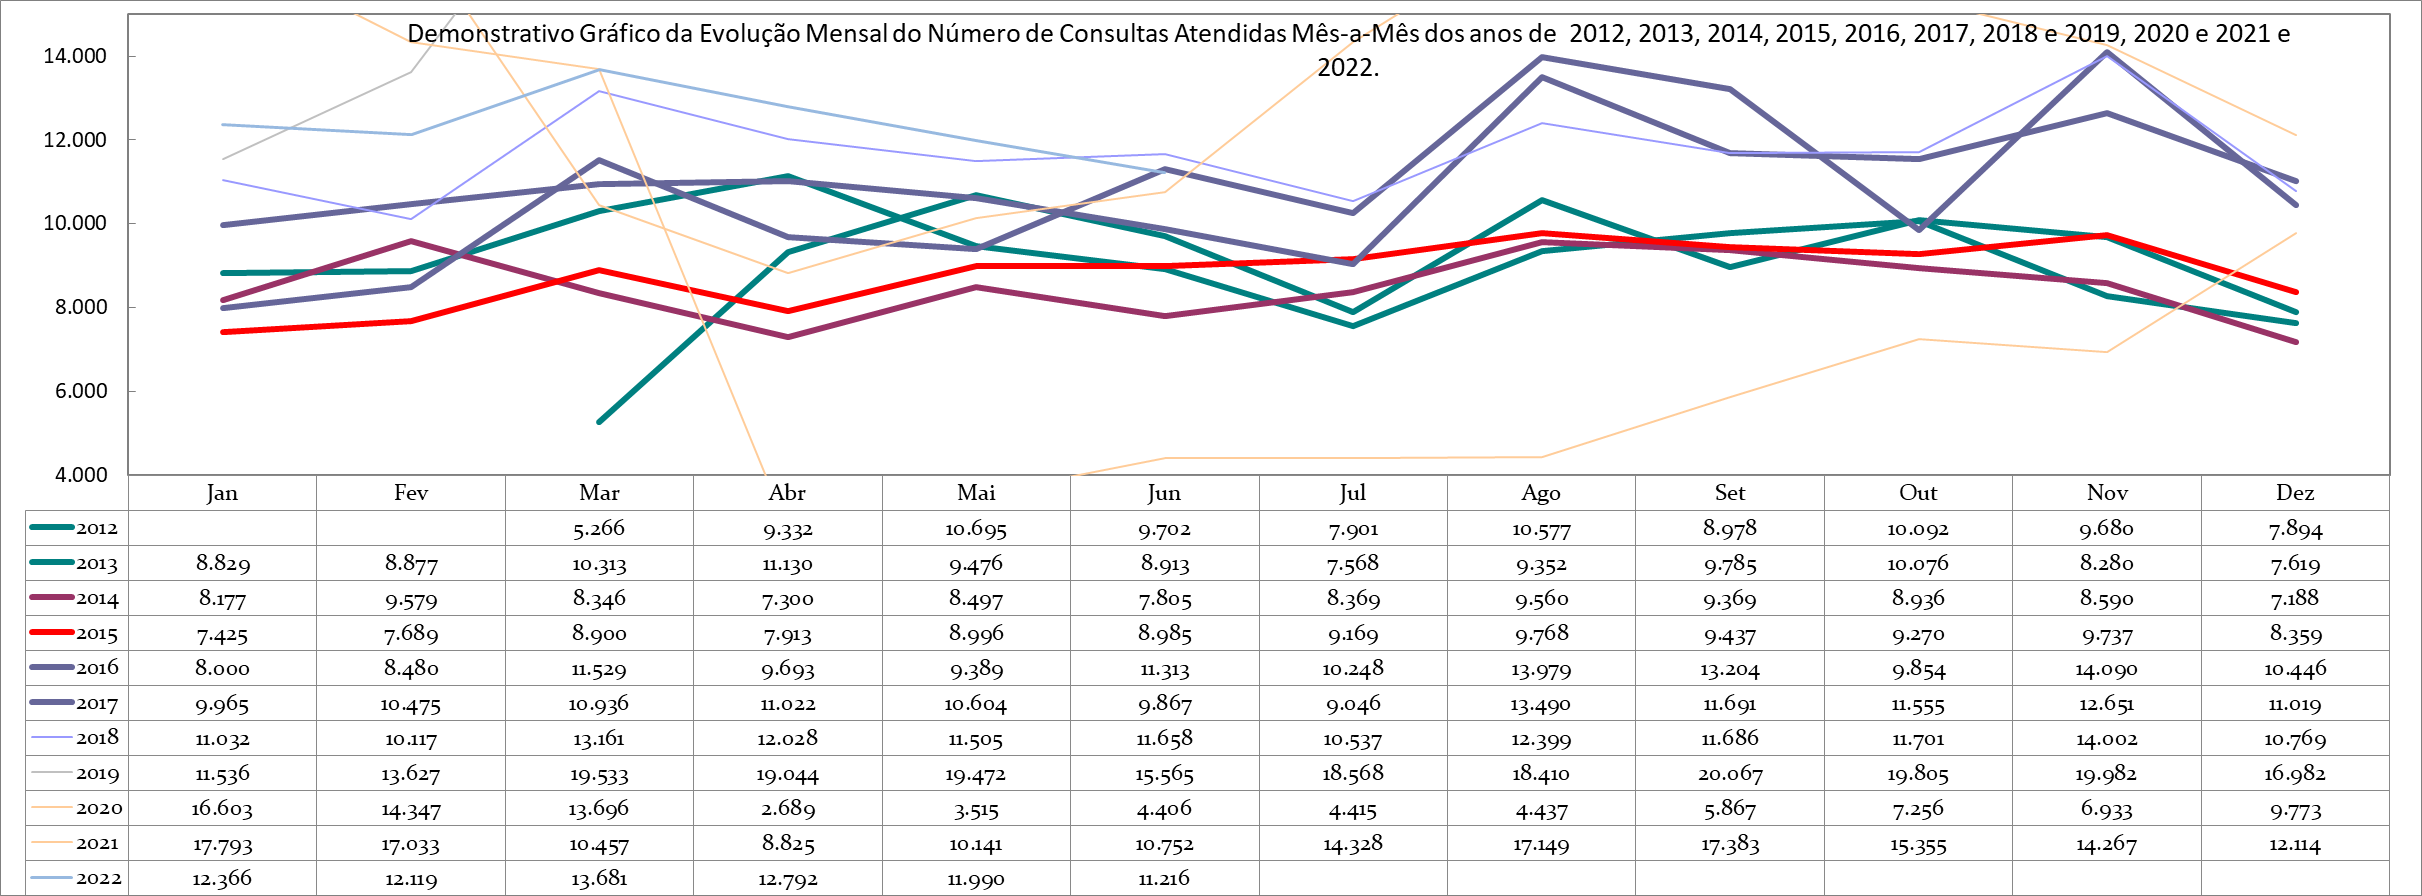 Demonstrativo Gráfico da Evolução Mensal do Número de Consultas Atendidas Mês-a-Mês dos anos de 2012, 2013, 2014, 2015, 2016, 2017, 2018 e 2019, 2020 e 2021 e
2022.
14.000
12.000
10.000
8.000
6.000
4.000
Jan Fev Mar Abr Mai Jun Jul Ago Set Out Nov Dez
2012 5.266 9.332 10.695 9.702 7.901 10.577 8.978 10.092 9.680 7.894
2013 8.829 8.877 10.313 11.130 9.476 8.913 7.568 9.352 9.785 10.076 8.280 7.619
2014 8.177 9.579 8.346 7.300 8.497 7.805 8.369 9.560 9.369 8.936 8.590 7.188
2015 7.425 7.689 8.900 7.913 8.996 8.985 9.169 9.768 9.437 9.270 9.737 8.359
2016 8.000 8.480 11.529 9.693 9.389 11.313 10.248 13.979 13.204 9.854 14.090 10.446
2017 9.965 10.475 10.936 11.022 10.604 9.867 9.046 13.490 11.691 11.555 12.651 11.019
2018 11.032 10.117 13.161 12.028 11.505 11.658 10.537 12.399 11.686 11.701 14.002 10.769
2019 11.536 13.627 19.533 19.044 19.472 15.565 18.568 18.410 20.067 19.805 19.982 16.982
2020 16.603 14.347 13.696 2.689 3.515 4.406 4.415 4.437 5.867 7.256 6.933 9.773
2021 17.793 17.033 10.457 8.825 10.141 10.752 14.328 17.149 17.383 15.355 14.267 12.114
2022 12.366 12.119 13.681 12.792 11.990 11.216